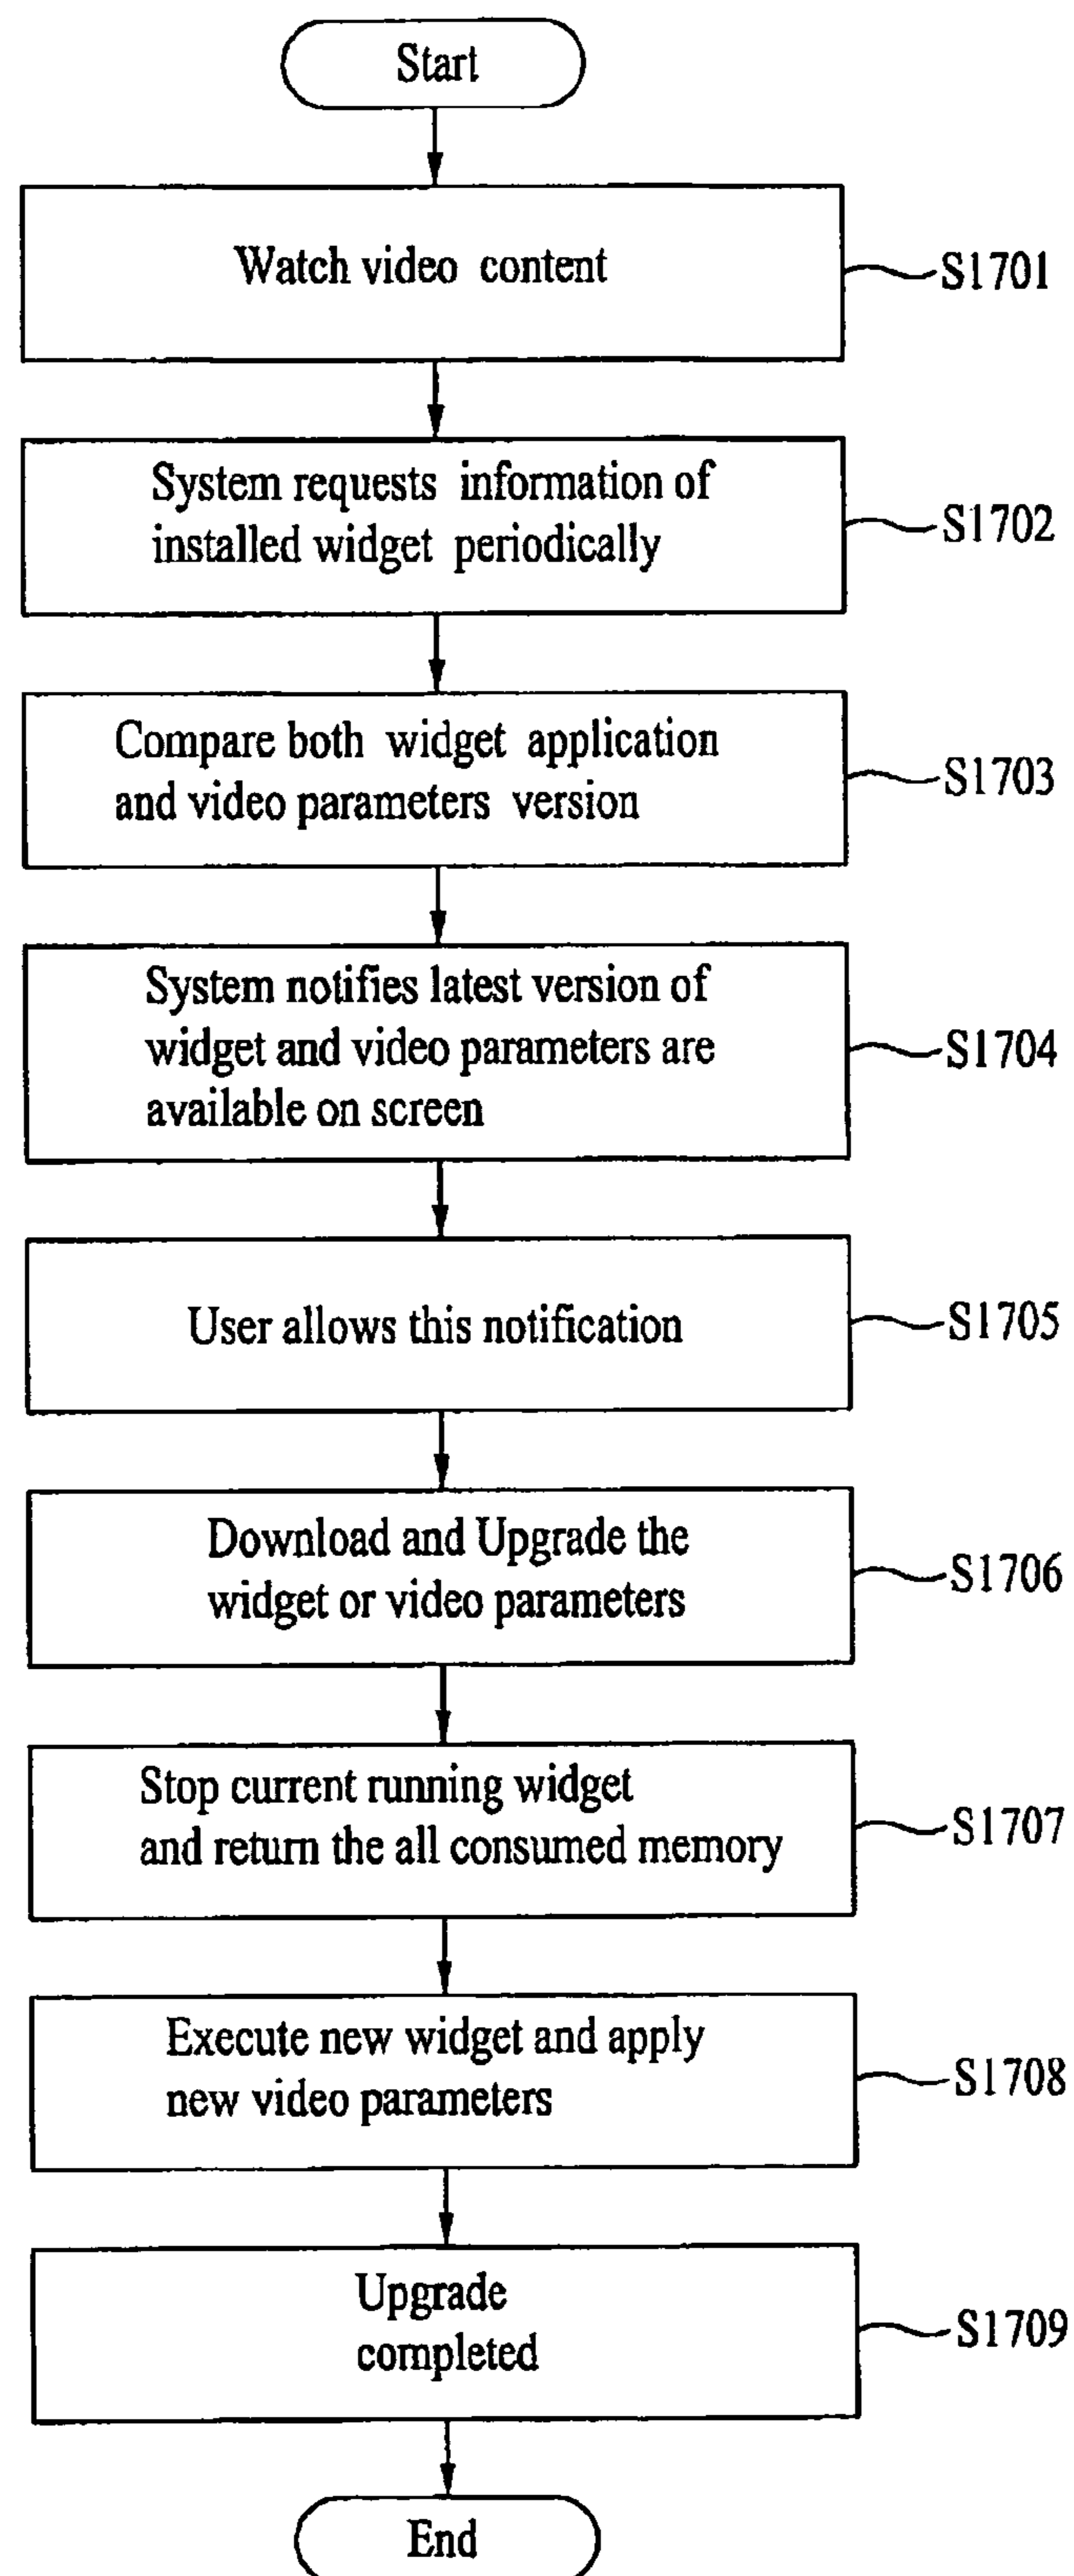 Start
Watch video content
S1701
System requests information of
installed widget periodically
S1702
Compare both widget application
and video parameters version
S1703
System notifies latest version of
widget and video parameters are
available on screen
S1704
User allows this notification
S1705
Download and Upgrade the
widget or video parameters
S1706
Stop current running widget
and return the all consumed memory
S1707
Execute new widget and apply
new video parameters
S1708
Upgrade
completed
S1709
End